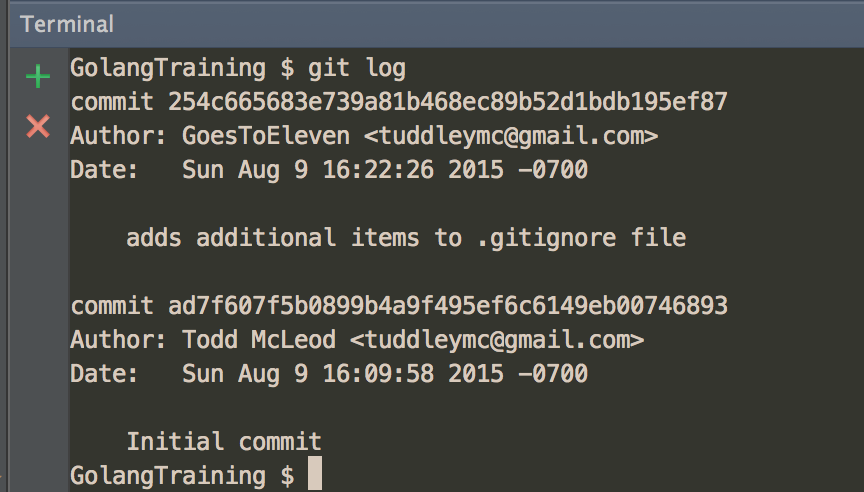 Terminal
GolangTraining $ git log
commit 254c665683e739a81b468ec89b52d1bdb195ef87
Author: GoesToEleven <tuddleymc@gmail.com>
Date:   Sun Aug 9 16:22:26 2015 -0700
    adds additional items to .gitignore file
commit ad7f607f5b0899b4a9f495ef6c6149eb00746893
Author: Todd McLeod <tuddleymc@gmail.com>
Date:   Sun Aug 9 16:09:58 2015 -0700
    Initial commit
GolangTraining $